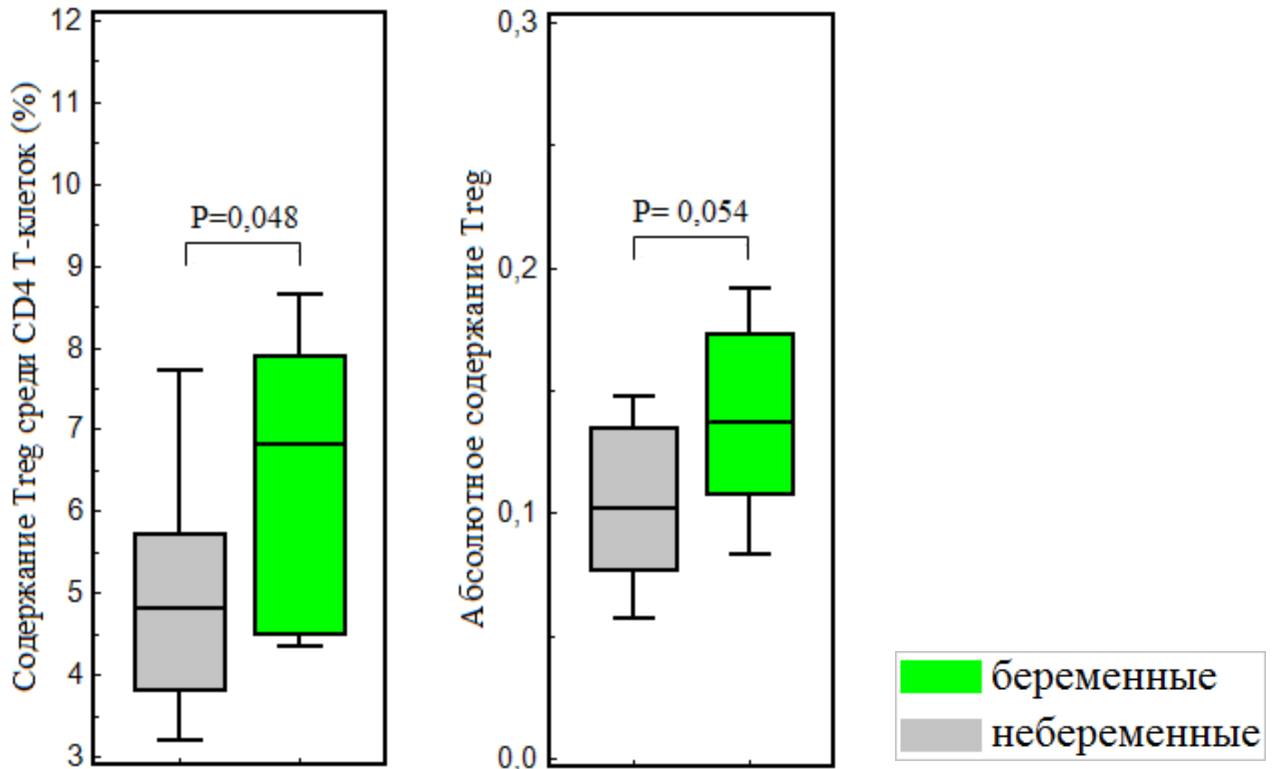 Содержание Treg среди CD4 T-клеток (%)
12
11
10
9
8
7
6
5
4
3
P=0,048
Абсолютное содержание Treg
0,3
0,2
0,1
0,0
P= 0,054
беременные
небеременные